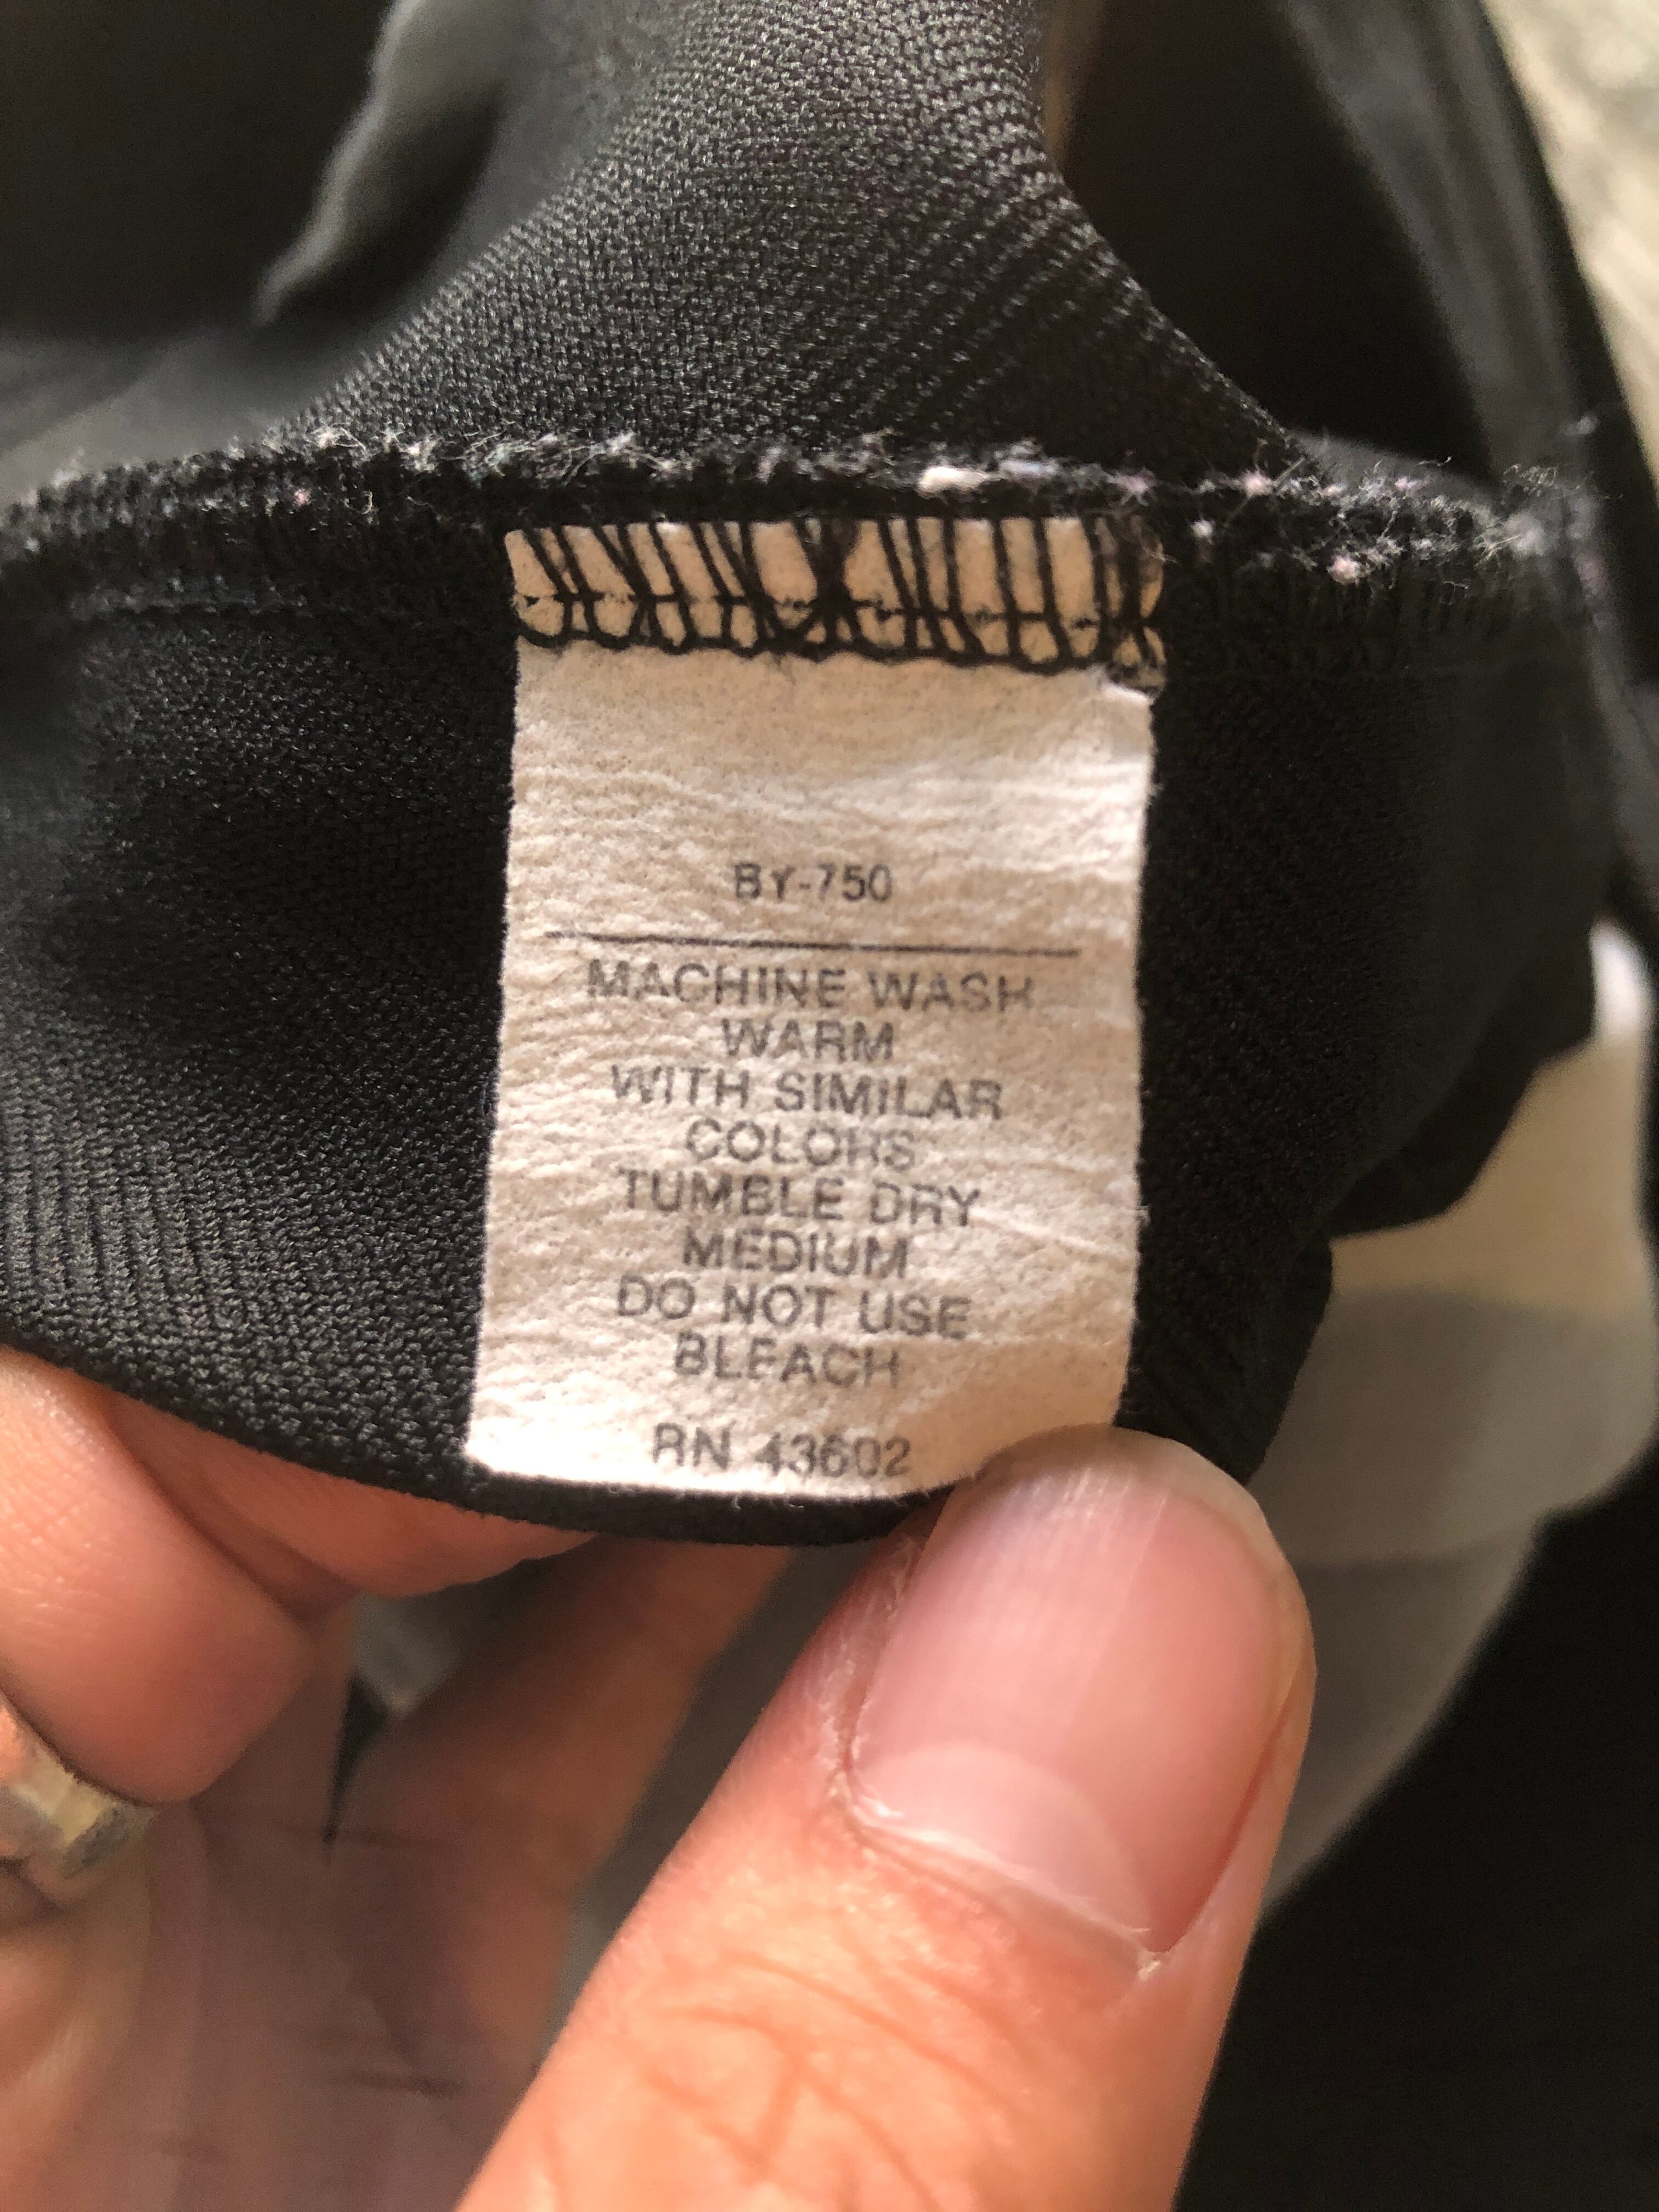 BY-750
MACHINE WASH
WARM
WITH SIMILAR
COLORS
TUMBLE DRY
MEDIUM
DO NOT USE
BLEACH
RN 43602